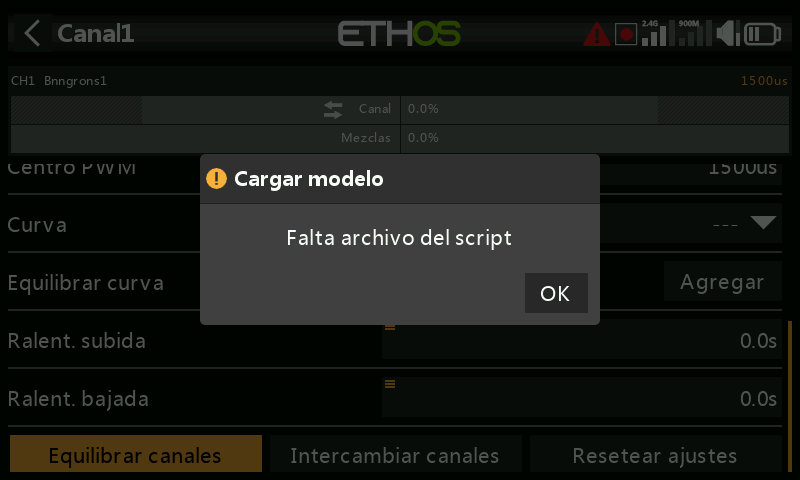 Canal1
ETHOS
2.4G
900M
CH1 Bnngrons1
1500us
Canal 0.0%
Mezclas 0.0%
Centro PWM 1500us
Cargar modelo
Falta archivo del script
OK
Curva ---
Equilibrar curva Agregar
Ralent. subida 0.0s
Ralent. bajada 0.0s
Equilibrar canales Intercambiar canales Resetear ajustes